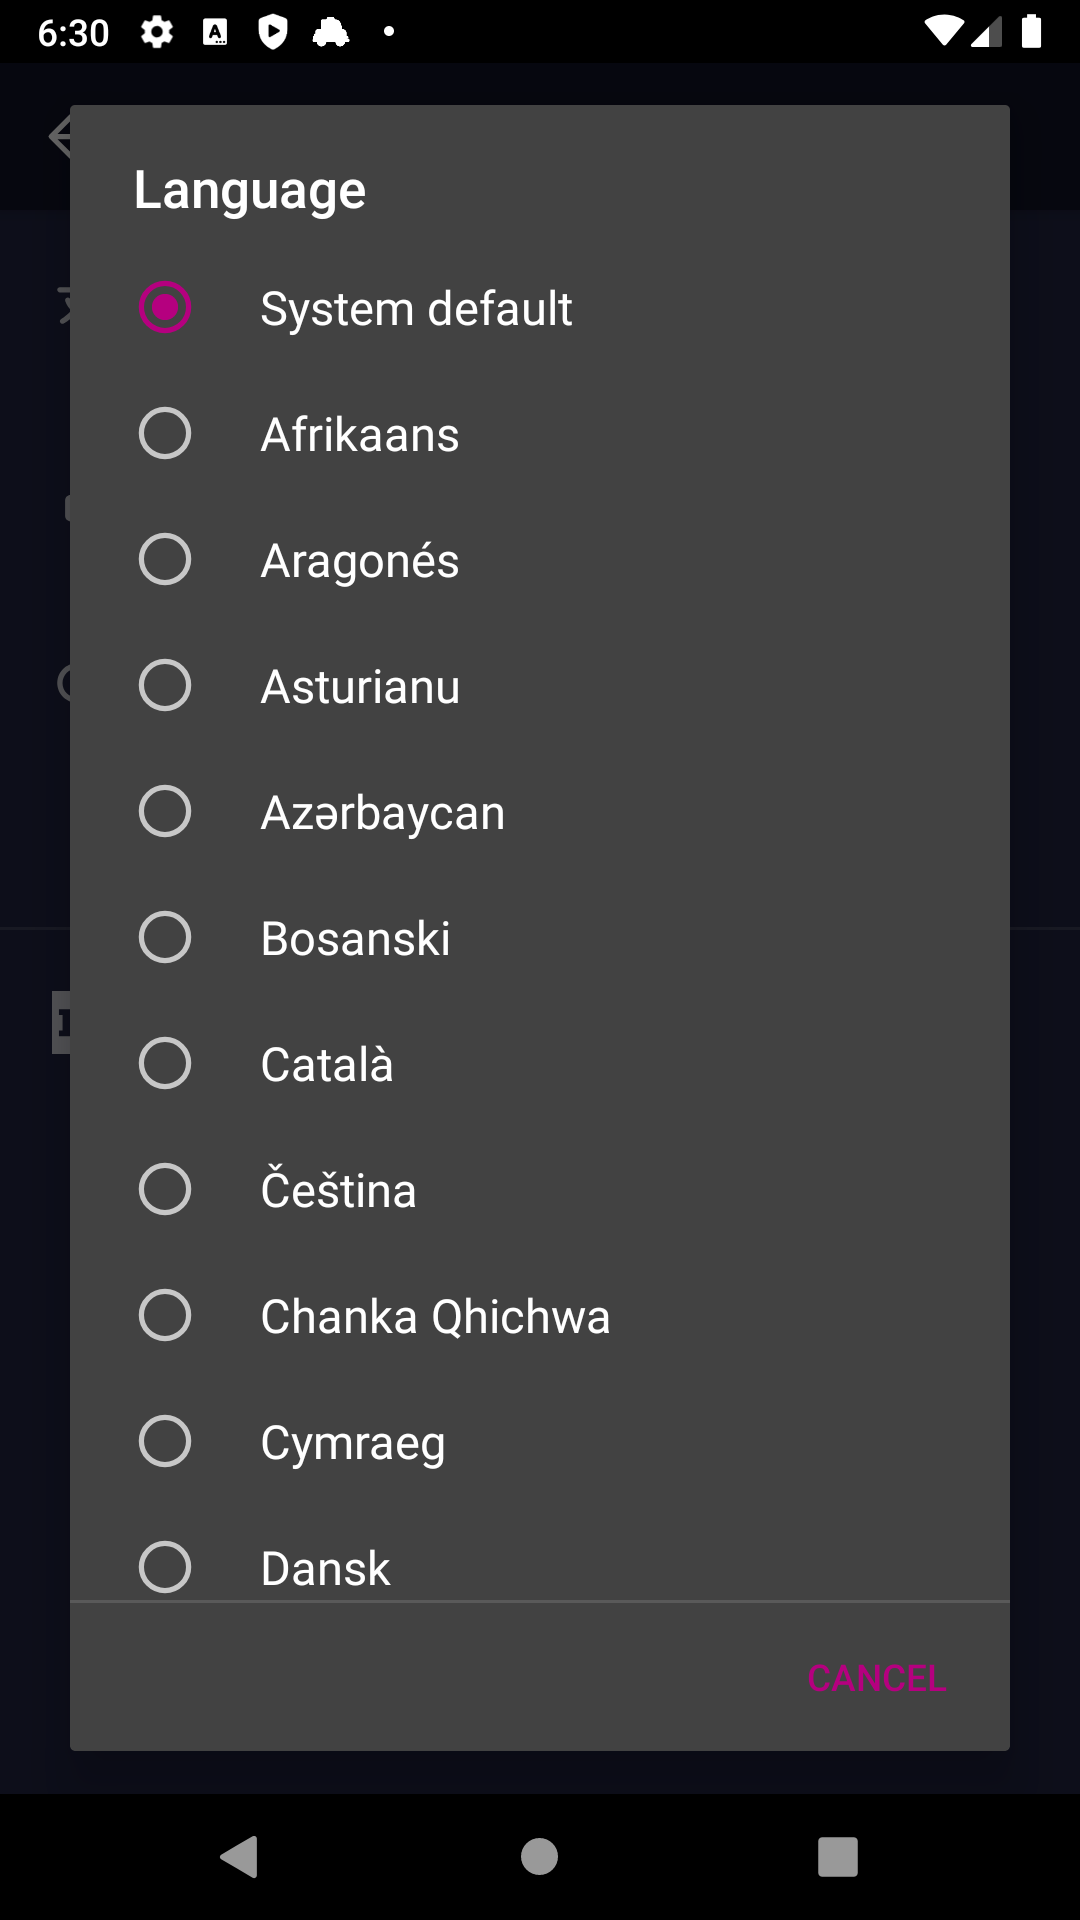 6:30
Language
System default
Afrikaans
Aragonés
Asturianu
Azərbaycan
Bosanski
Català
Čeština
Chanka Qhichwa
Cymraeg
Dansk
CANCEL